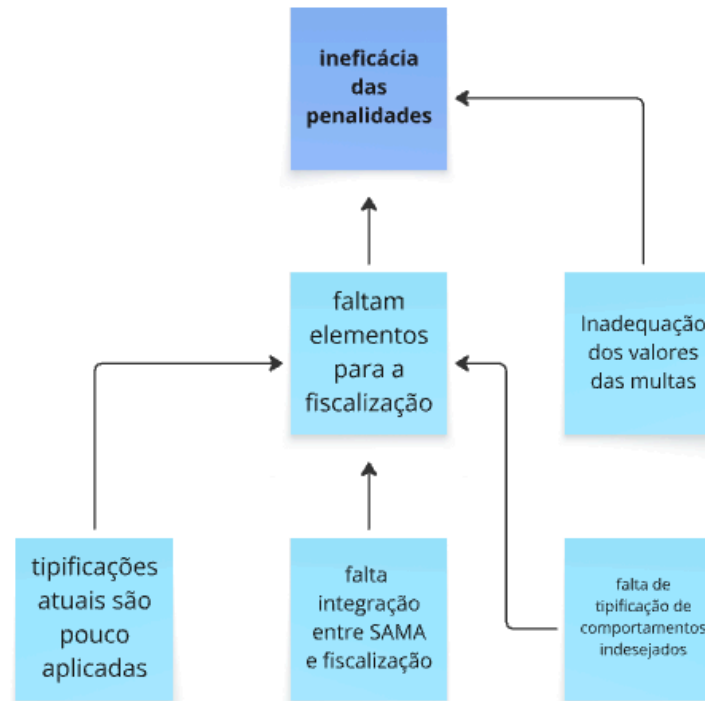 ineficácia
das
penalidades
faltam
elementos
para a
fiscalização
Inadequação
dos valores
das multas
tipificações
atuais são
pouco
aplicadas
falta
integração
entre SAMA
e fiscalização
falta de
tipificação de
comportamentos
indesejados